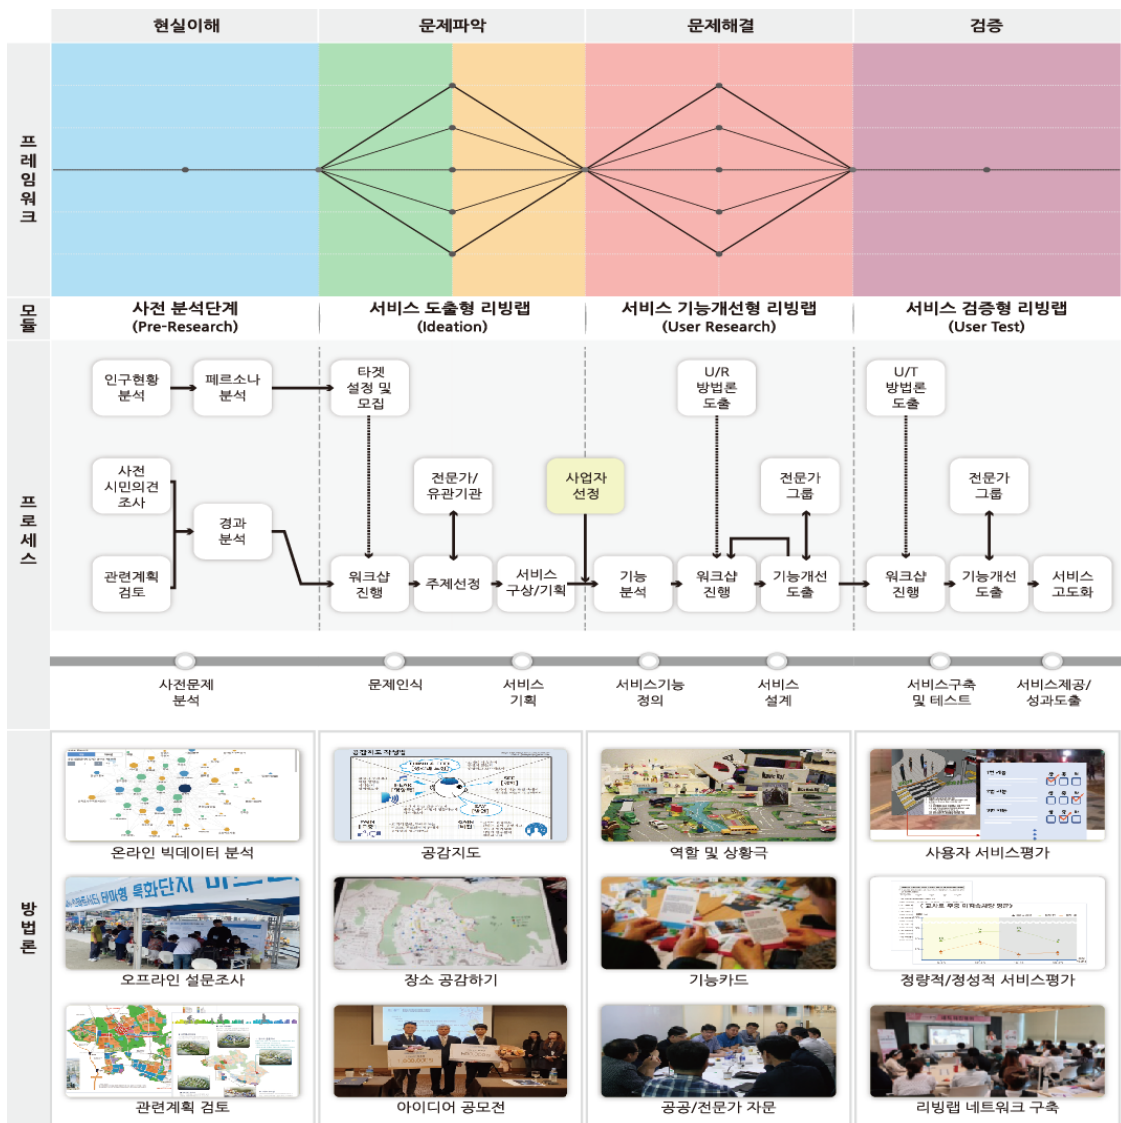 현실이해
문제파악
문제해결
검증
프레임워크
모듈
사전 분석단계
(Pre-Research)
서비스 도출형 리빙랩
(Ideation)
서비스 기능개선형 리빙랩
(User Research)
서비스 검증형 리빙랩
(User Test)
프로세스
인구현황
분석
페르소나
분석
타겟
설정 및
모집
U/R
방법론
도출
U/T
방법론
도출
사전
시민의견
조사
경과
분석
관련계획
검토
전문가/
유관기관
사업자
선정
전문가
그룹
전문가
그룹
워크샵
진행
주제선정
서비스
구상/기획
기능
분석
워크샵
진행
기능개선
도출
워크샵
진행
기능개선
도출
서비스
고도화
사전문제
분석
문제인식
서비스
기획
서비스기능
정의
서비스
설계
서비스구축
및 테스트
서비스제공/
성과도출
방법론
온라인 빅데이터 분석
공감지도
역할 및 상황극
사용자 서비스평가
오프라인 설문조사
장소 공감하기
기능카드
정량적/정성적 서비스평가
관련계획 검토
아이디어 공모전
공공/전문가 자문
리빙랩 네트워크 구축